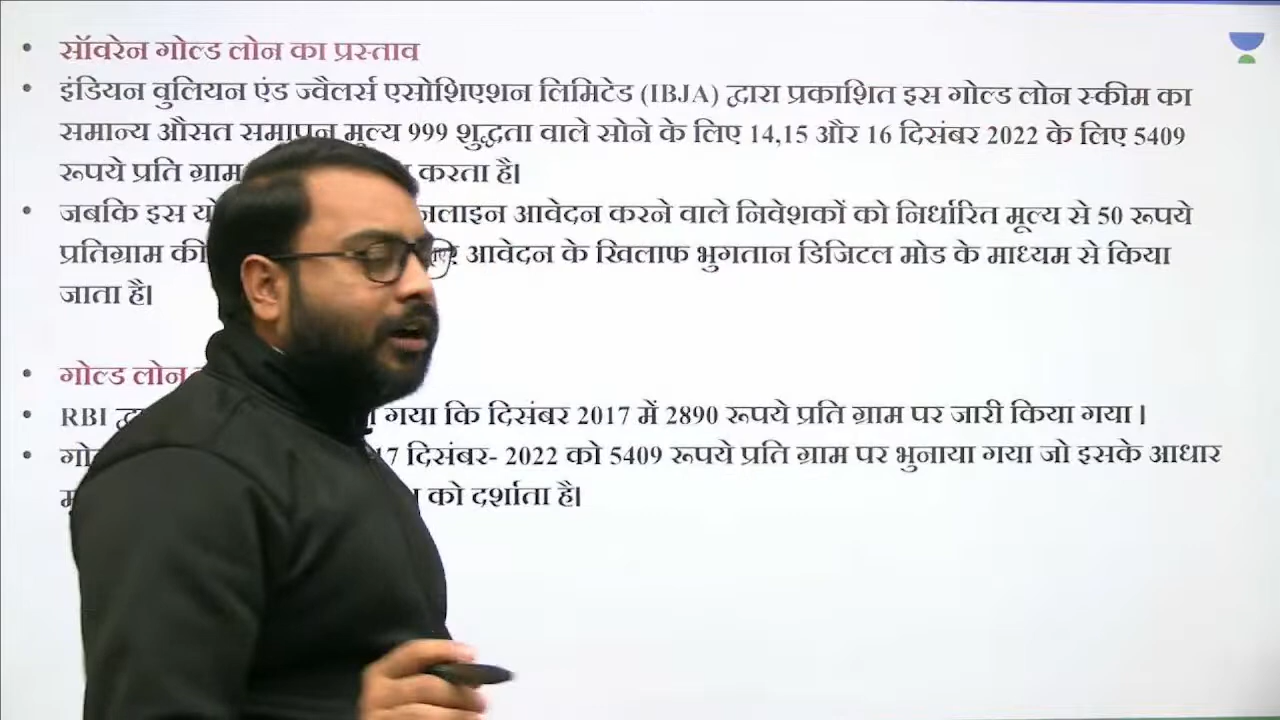 सॉवरेन गोल्ड लोन का प्रस्ताव
इंडियन वुलियन एंड ज्वैलर्स एसोशिएशन लिमिटेड (IBJA) द्वारा प्रकाशित इस गोल्ड लोन स्कीम का
समान्य औसत समापन मूल्य 999 शुद्धता वाले सोने के लिए 14,15 और 16 दिसंबर 2022 के लिए 5409
रूपये प्रति ग्राम करता है।
जबकि इस आवेदन करने वाले निवेशकों को निर्धारित मूल्य से 50 रूपये
प्रतिग्राम की आवेदन के खिलाफ भुगतान डिजिटल मोड के माध्यम से किया
जाता है।
गोल्ड लोन
RBI गया कि दिसंबर 2017 में 2890 रूपये प्रति ग्राम पर जारी किया गया |
दिसंबर- 2022 को 5409 रूपये प्रति ग्राम पर भुनाया गया जो इसके आधार
को दर्शाता है।